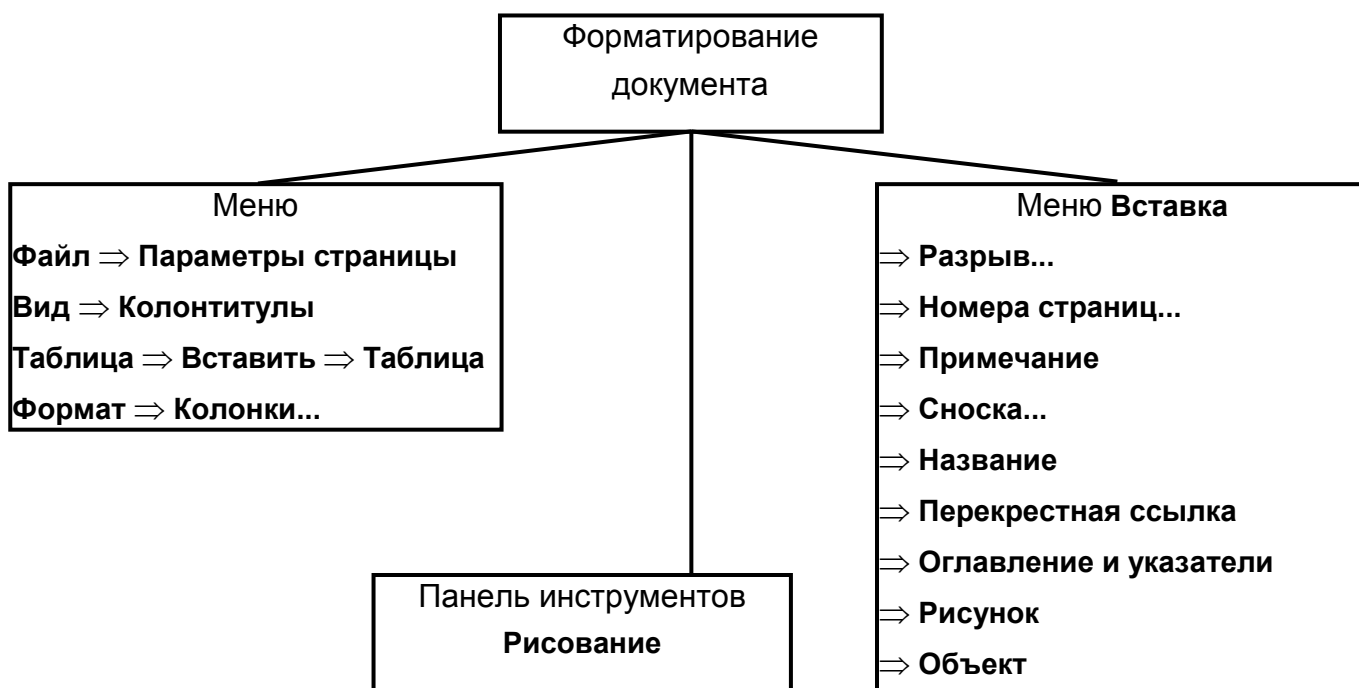 Форматирование
документа
Меню
Файл ⇒ Параметры страницы
Вид ⇒ Колонтитулы
Таблица ⇒ Вставить ⇒ Таблица
Формат ⇒ Колонки...
Панель инструментов
Рисование
Меню Вставка
⇒ Разрыв...
⇒ Номера страниц...
⇒ Примечание
⇒ Сноска...
⇒ Название
⇒ Перекрестная ссылка
⇒ Оглавление и указатели
⇒ Рисунок
⇒ Объект